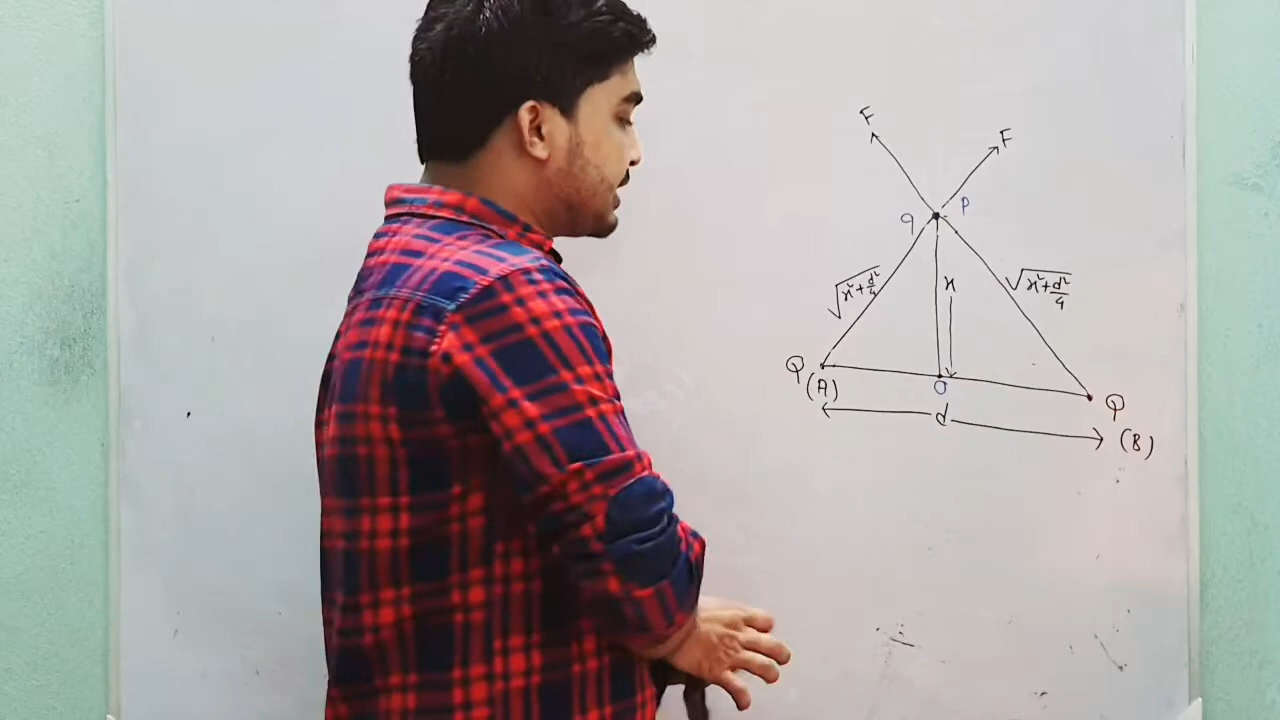 F
F
q
P
√x²+d²/4
x
√x²+d²/4
Q
(A)
O
Q
d
(B)